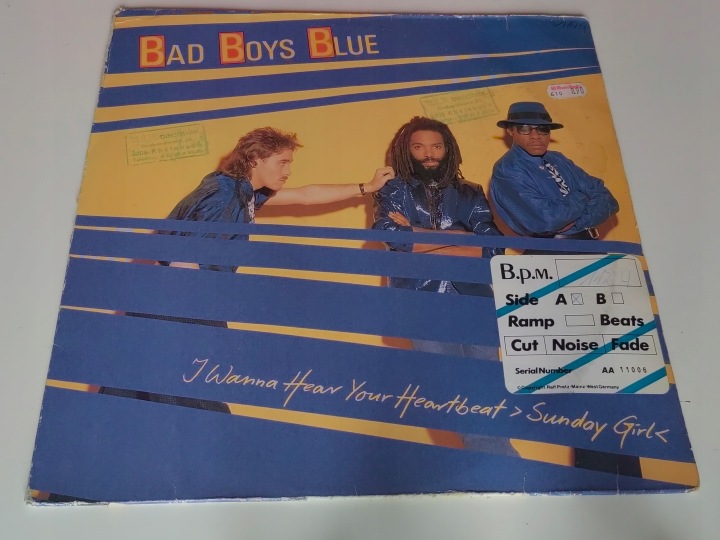 BAD BOYS BLUE
B.p.m.
Side A B
Ramp Beats
Cut Noise Fade
Serial Number AA 11006
I Wanna Hear Your Heartbeat > Sunday Girl <